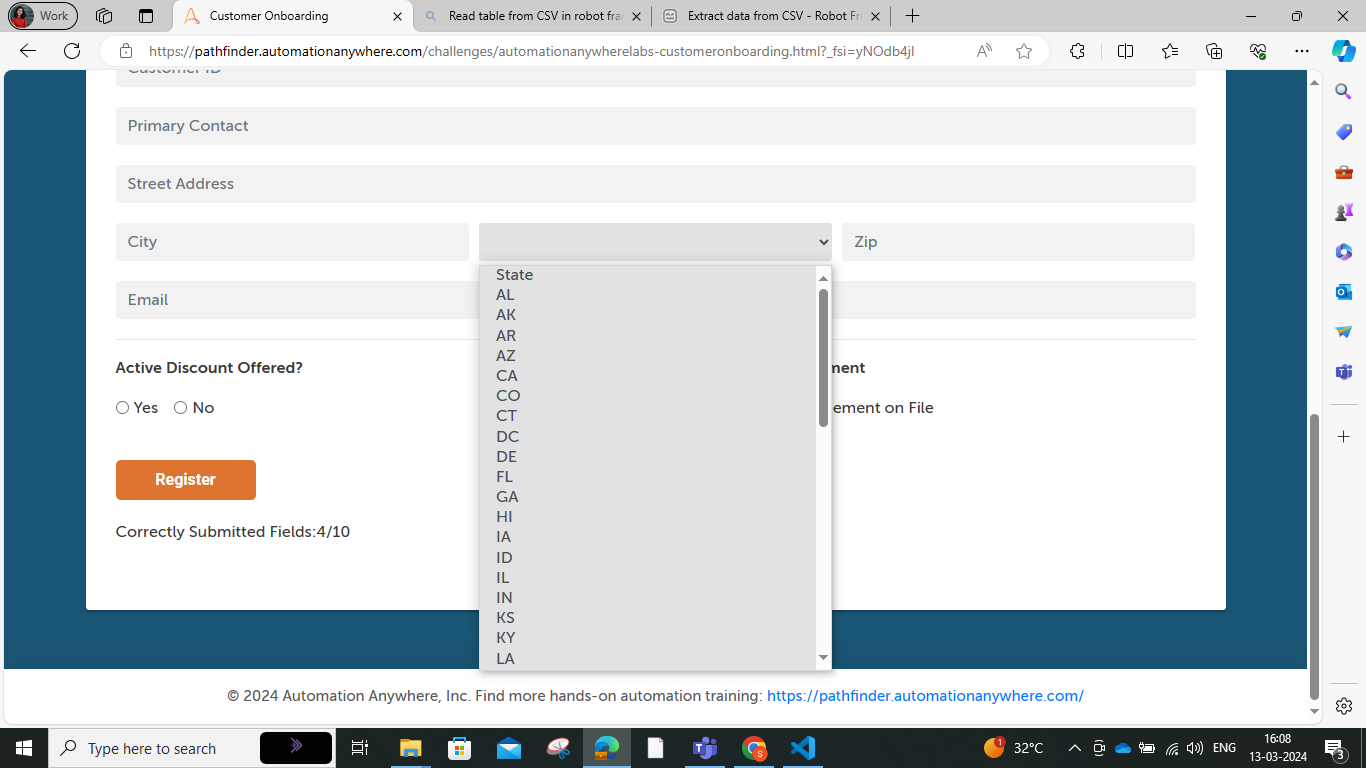 Work
Customer Onboarding
Read table from CSV in robot fra
Extract data from CSV - Robot Fr
https://pathfinder.automationanywhere.com/challenges/automationanywherelabs-customeronboarding.html?_fsi=yNOdb4jI
Customer ID
Primary Contact
Street Address
City
Zip
State
AL
Email
AK
AR
AZ
Active Discount Offered?
ment
CA
CO
Yes
No
ement on File
CT
DC
DE
FL
Register
GA
HI
Correctly Submitted Fields:4/10
IA
ID
IL
IN
KS
KY
LA
© 2024 Automation Anywhere, Inc. Find more hands-on automation training: https://pathfinder.automationanywhere.com/
Type here to search
1
S
32°C
ENG
16:08
13-03-2024
3